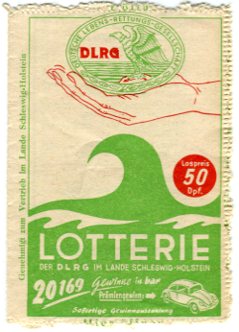 DEUTSCHE LEBENS-RETTUNGS-GESELLSCHAFT
DLRG
Genehmigt zum Vertrieb im Lande Schleswig-Holstein
Lospreis
50
Dpf.
LOTTERIE
DER DLRG IM LANDE SCHLESWIG-HOLSTEIN
20169
Gewinne in bar
Prämiengewinn
Sofortige Gewinnauszahlung